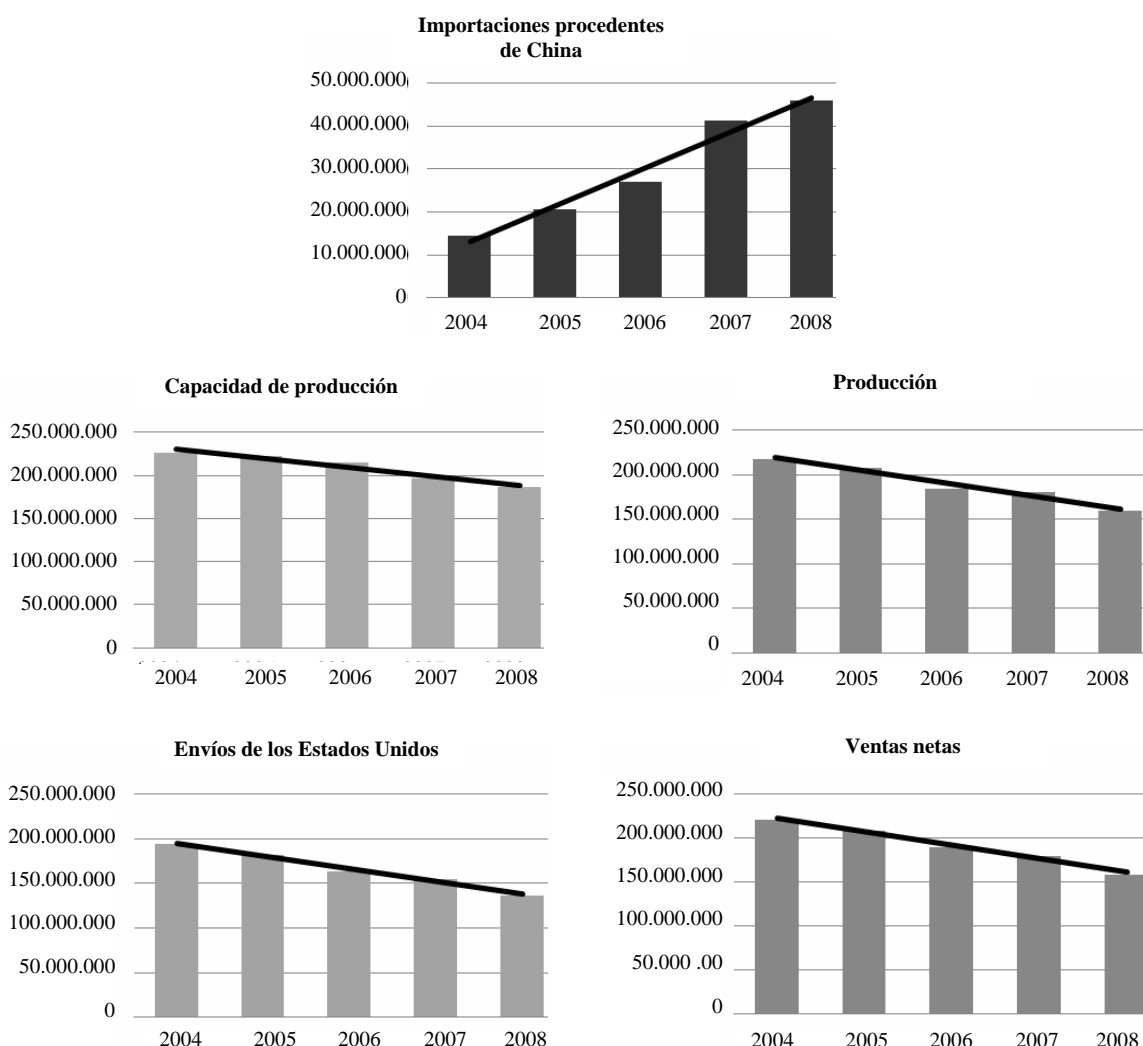 Importaciones procedentes
de China
50.000.000
40.000.000
30.000.000
20.000.000
10.000.000
0
2004 2005 2006 2007 2008
Capacidad de producción
250.000.000
200.000.000
150.000.000
100.000.000
50.000.000
0
2004 2005 2006 2007 2008
Producción
250.000.000
200.000.000
150.000.000
100.000.000
50.000.000
0
2004 2005 2006 2007 2008
Envíos de los Estados Unidos
250.000.000
200.000.000
150.000.000
100.000.000
50.000.000
0
2004 2005 2006 2007 2008
Ventas netas
250.000.000
200.000.000
150.000.000
100.000.000
50.000 .00
0
2004 2005 2006 2007 2008